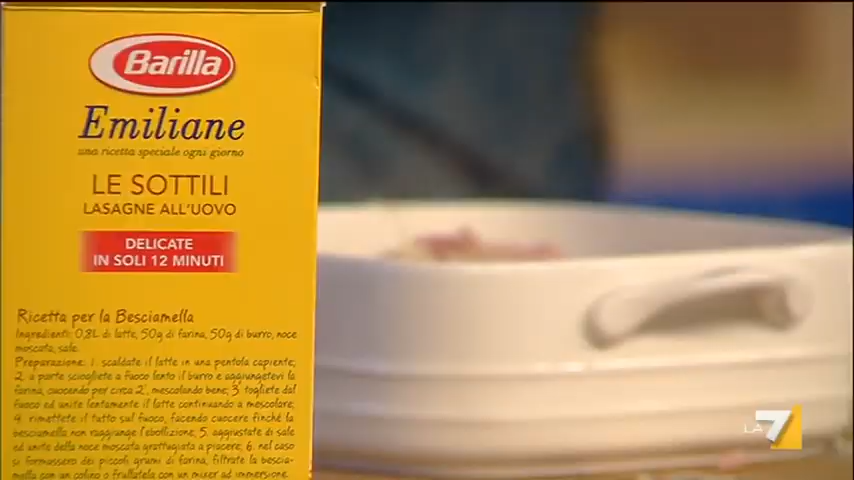 Barilla
Emiliane
una ricetta speciale ogni giorno
LE SOTTILI
LASAGNE ALL'UOVO
DELICATE
IN SOLI 12 MINUTI
Ricetta per la Besciamella
Ingredienti: 0,8L di latte, 50g di farina, 50g di burro, noce
moscata, sale.
Preparazione: 1. scaldate il latte in una pentola capiente;
2. a parte sciogliete a fuoco lento il burro e aggiungetevi la
farina, cuocendo per circa 2', mescolando bene; 3. togliete dal
fuoco ed unite lentamente il latte continuando a mescolare;
4. rimettete il tutto sul fuoco, facendo cuocere finchè la
besciamella non raggiunge l'ebollizione; 5. aggiustate di sale
ed unite della noce moscata grattugiata a piacere; 6. nel caso
si formassero dei piccoli grumi di farina, filtrate la bescia-
mella con un colino o frullatela con un mixer ad immersione.
LA7